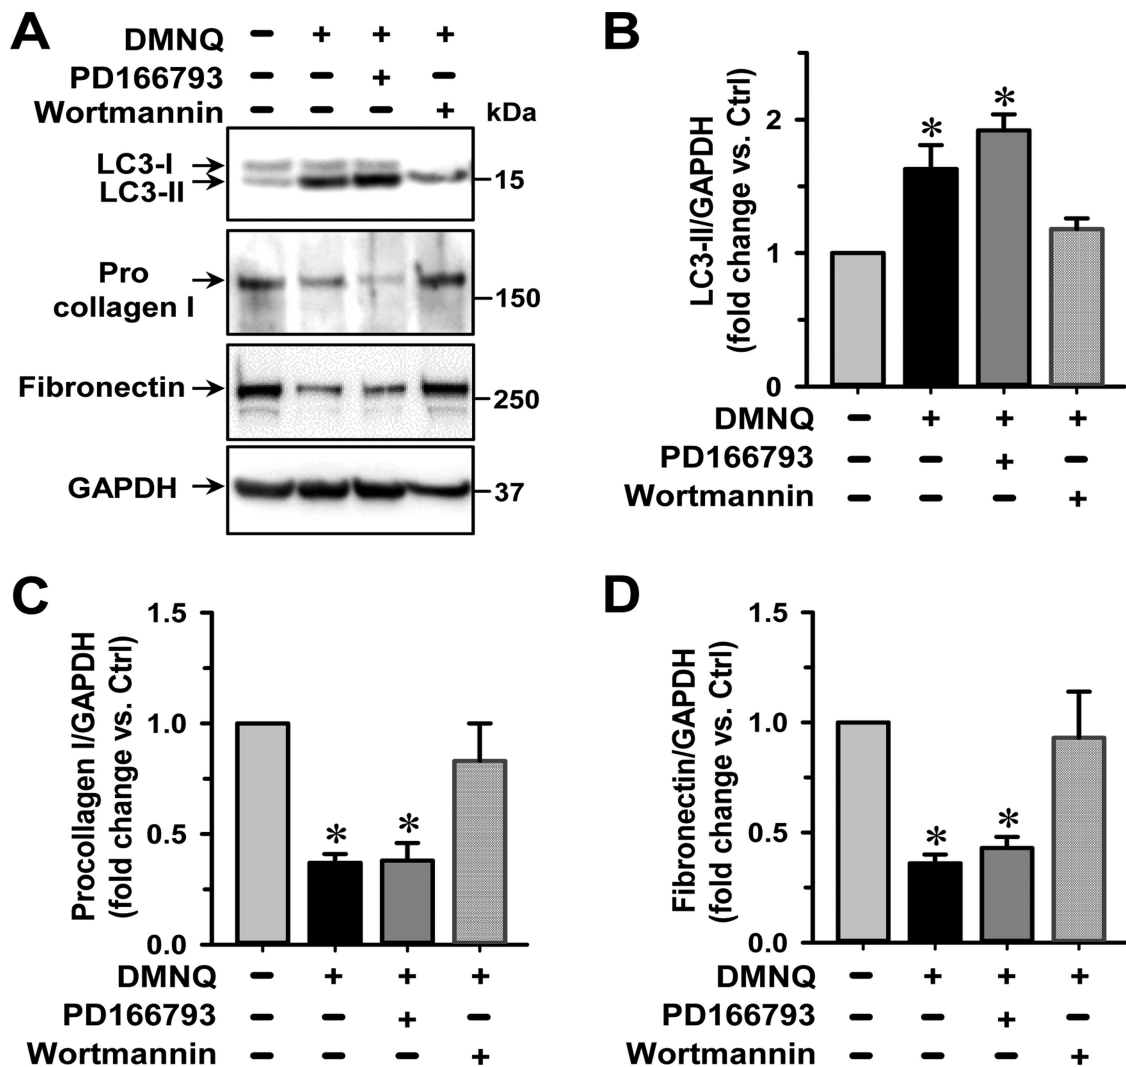 A
DMNQ − + + +
PD166793 − − + −
Wortmannin − − − +
kDa
LC3-I
LC3-II
15
Pro
collagen I
150
Fibronectin
250
GAPDH
37
B
LC3-II/GAPDH
(fold change vs. Ctrl)
2
1
0
* *
DMNQ − + + +
PD166793 − − + −
Wortmannin − − − +
C
Procollagen I/GAPDH
(fold change vs. Ctrl)
1.5
1.0
0.5
0.0
* *
DMNQ − + + +
PD166793 − − + −
Wortmannin − − − +
D
Fibronectin/GAPDH
(fold change vs. Ctrl)
1.5
1.0
0.5
0.0
* *
DMNQ − + + +
PD166793 − − + −
Wortmannin − − − +